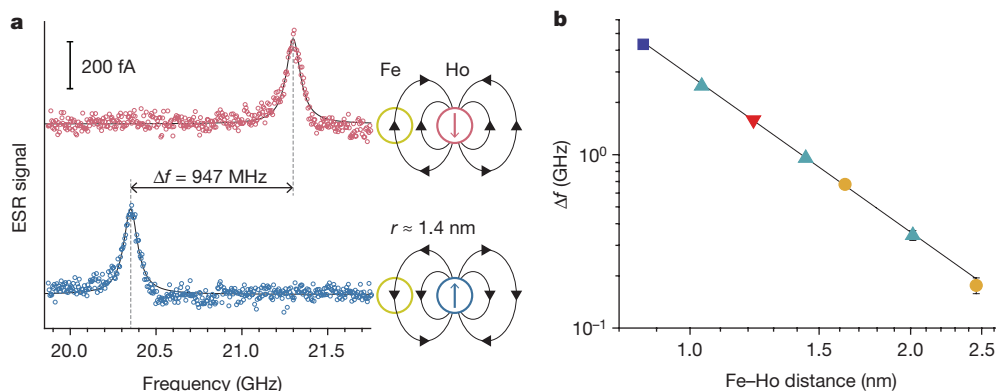 a
200 fA
ESR signal
Δf = 947 MHz
20.0 20.5 21.0 21.5
Frequency (GHz)
Fe Ho
r ≈ 1.4 nm
b
Δf (GHz)
10⁰
10⁻¹
1.0 1.5 2.0 2.5
Fe–Ho distance (nm)